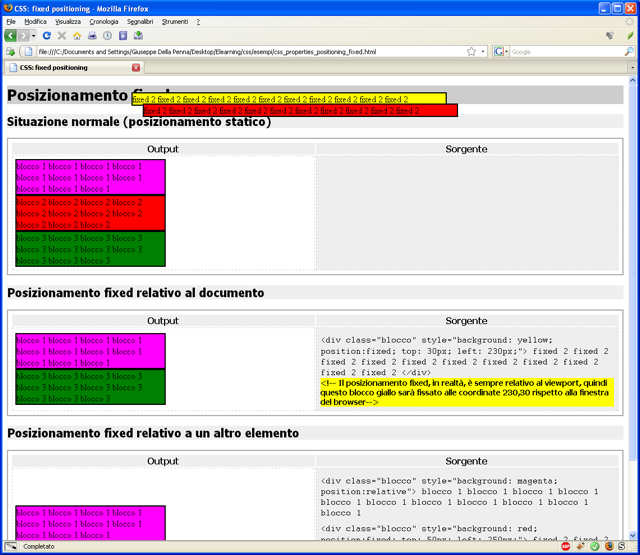 CSS: fixed positioning - Mozilla Firefox
File Modifica Visualizza Cronologia Segnalibri Strumenti ?
file:///C:/Documents and Settings/Giuseppe Della Penna/Desktop/Elearning/css/esempi/css_properties_positioning_fixed.html
Google
CSS: fixed positioning
Posizionamento
fixed 2 fixed 2 fixed 2 fixed 2 fixed 2 fixed 2 fixed 2 fixed 2 fixed 2 fixed 2 fixed 2
fixed 2 fixed 2 fixed 2 fixed 2 fixed 2 fixed 2 fixed 2 fixed 2 fixed 2 fixed 2 fixed 2
Situazione normale (posizionamento statico)
Output Sorgente
blocco 1 blocco 1 blocco 1 blocco 1
blocco 1 blocco 1 blocco 1 blocco 1
blocco 1 blocco 1 blocco 1
blocco 2 blocco 2 blocco 2 blocco 2
blocco 2 blocco 2 blocco 2 blocco 2
blocco 2 blocco 2 blocco 2
blocco 3 blocco 3 blocco 3 blocco 3
blocco 3 blocco 3 blocco 3 blocco 3
blocco 3 blocco 3 blocco 3
Posizionamento fixed relativo al documento
Output Sorgente
blocco 1 blocco 1 blocco 1 blocco 1
blocco 1 blocco 1 blocco 1 blocco 1
blocco 1 blocco 1 blocco 1
blocco 3 blocco 3 blocco 3 blocco 3
blocco 3 blocco 3 blocco 3 blocco 3
blocco 3 blocco 3 blocco 3
<div class="blocco" style="background: yellow;
position:fixed; top: 30px; left: 230px;"> fixed 2 fixed 2
fixed 2 fixed 2 fixed 2 fixed 2 fixed 2 fixed 2 fixed 2
fixed 2 fixed 2 </div>
<!-- Il posizionamento fixed, in realtà, è sempre relativo al viewport, quindi
questo blocco giallo sarà fissato alle coordinate 230,30 rispetto alla finestra
del browser-->
Posizionamento fixed relativo a un altro elemento
Output Sorgente
blocco 1 blocco 1 blocco 1 blocco 1
blocco 1 blocco 1 blocco 1 blocco 1
blocco 1 blocco 1 blocco 1
<div class="blocco" style="background: magenta;
position:relative"> blocco 1 blocco 1 blocco 1 blocco 1
blocco 1 blocco 1 blocco 1 blocco 1 blocco 1 blocco 1
blocco 1
<div class="blocco" style="background: red;
position:fixed; top: 50px; left: 250px;"> fixed 2 fixed 2
Completato